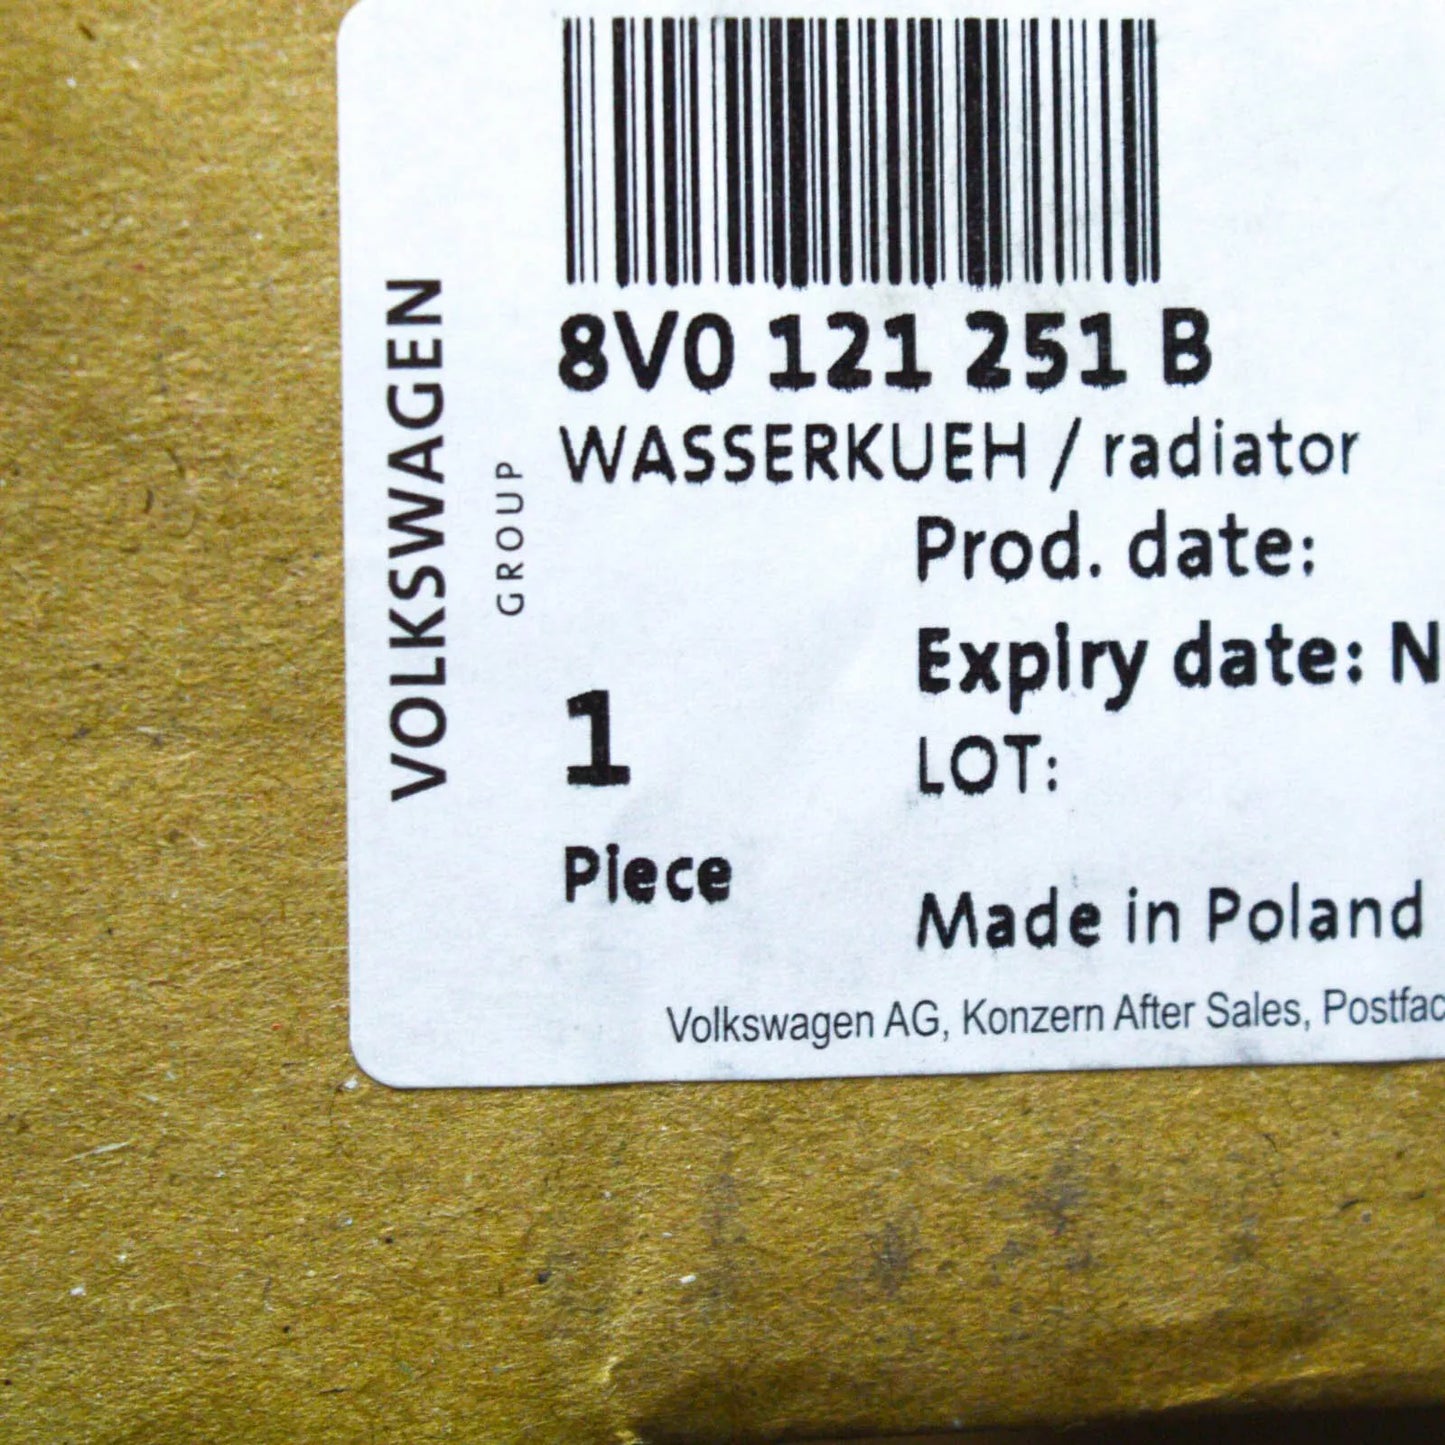 VOLKSWAGEN
GROUP
8V0 121 251 B
WASSERKUEH / radiator
Prod. date:
Expiry date: N
LOT:
1
Piece
Made in Poland
Volkswagen AG, Konzern After Sales, Postfac